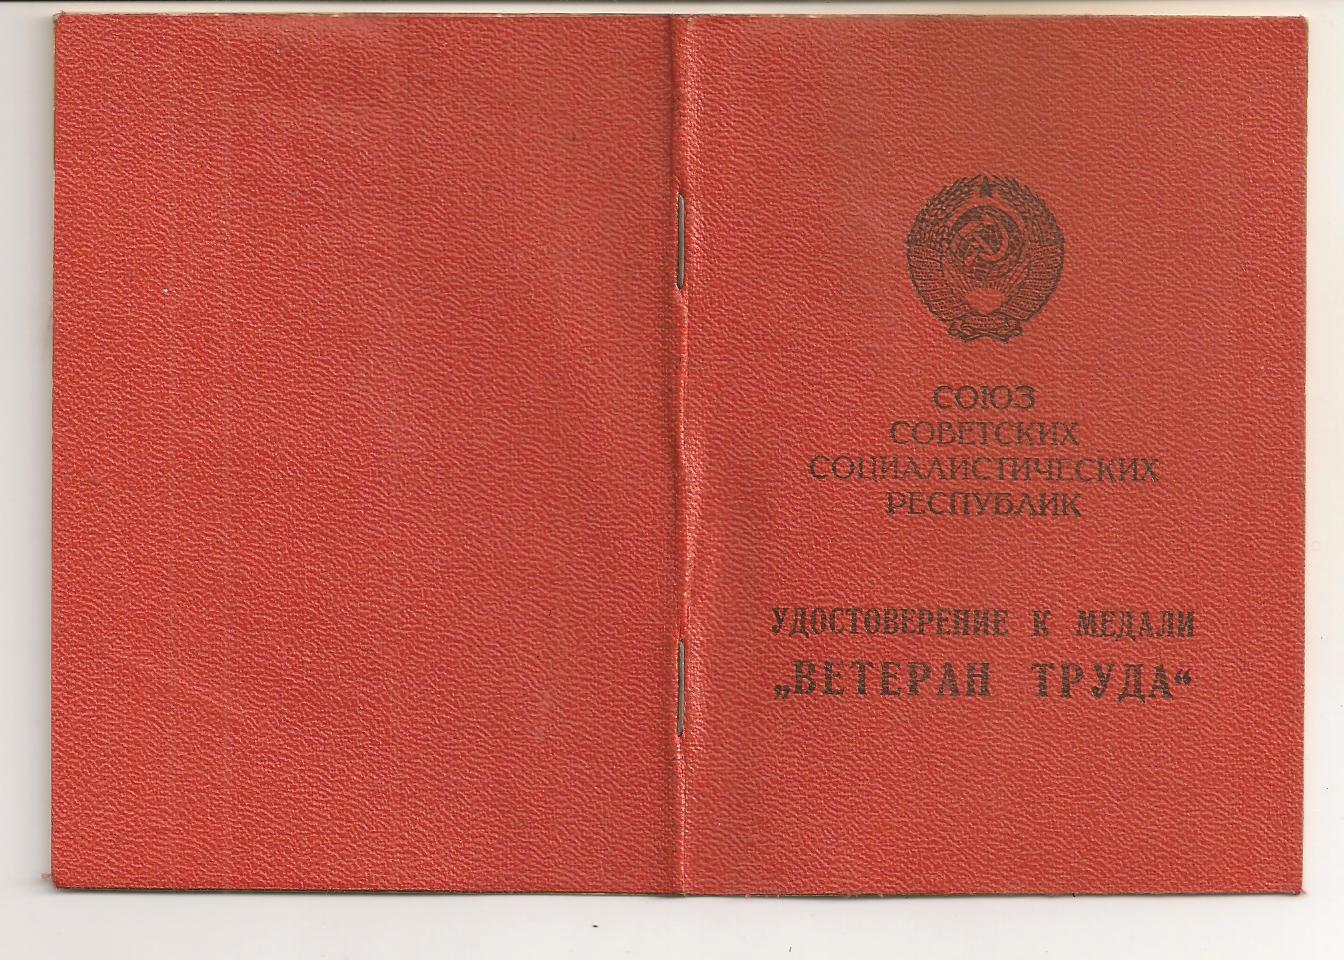 СОЮЗ
СОВЕТСКИХ
СОЦИАЛИСТИЧЕСКИХ
РЕСПУБЛИК
УДОСТОВЕРЕНИЕ К МЕДАЛИ
„ВЕТЕРАН ТРУДА“